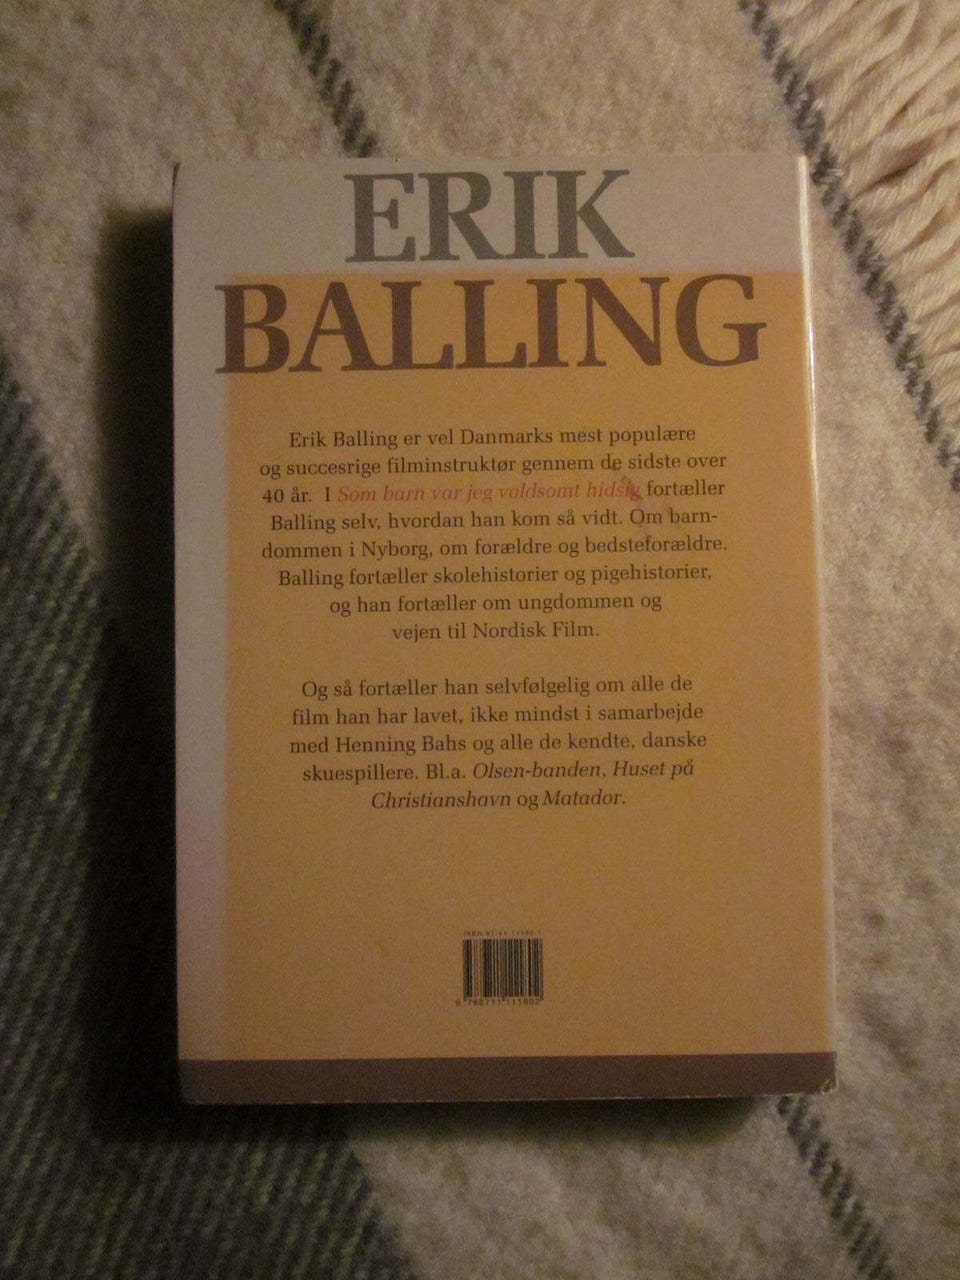 ERIK
BALLING
Erik Balling er vel Danmarks mest populære
og succesrige filminstruktør gennem de sidste over
40 år. I Som barn var jeg voldsomt hidsig fortæller
Balling selv, hvordan han kom så vidt. Om barn-
dommen i Nyborg, om forældre og bedsteforældre.
Balling fortæller skolehistorier og pigehistorier,
og han fortæller om ungdommen og
vejen til Nordisk Film.
Og så fortæller han selvfølgelig om alle de
film han har lavet, ikke mindst i samarbejde
med Henning Bahs og alle de kendte, danske
skuespillere. Bl.a. Olsen-banden, Huset på
Christianshavn og Matador.
ISBN